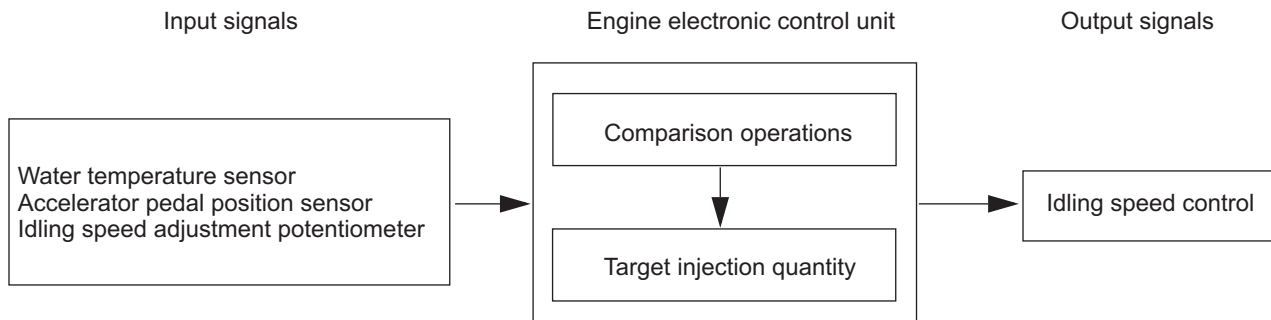 Input signals
Engine electronic control unit
Output signals
Water temperature sensor
Accelerator pedal position sensor
Idling speed adjustment potentiometer
Comparison operations
Target injection quantity
Idling speed control